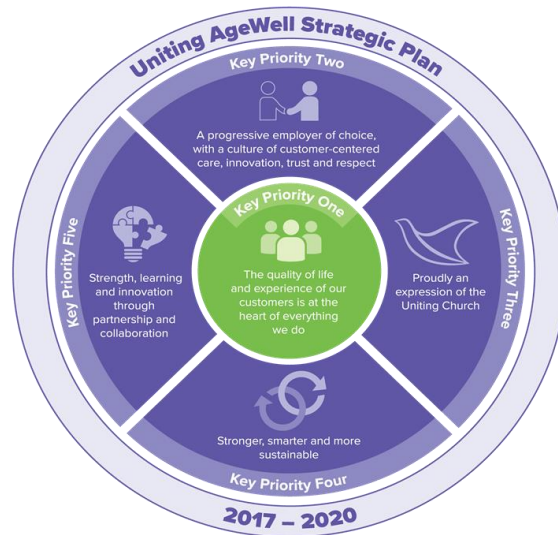 Uniting AgeWell Strategic Plan
Key Priority Two
A progressive employer of choice,
with a culture of customer-centered
care, innovation, trust and respect
Key Priority One
The quality of life
and experience of our
customers is at the
heart of everything
we do
Key Priority Five
Strength, learning
and innovation
through
partnership and
collaboration
Key Priority Three
Proudly an
expression of the
Uniting Church
Stronger, smarter and more
sustainable
Key Priority Four
2017 – 2020